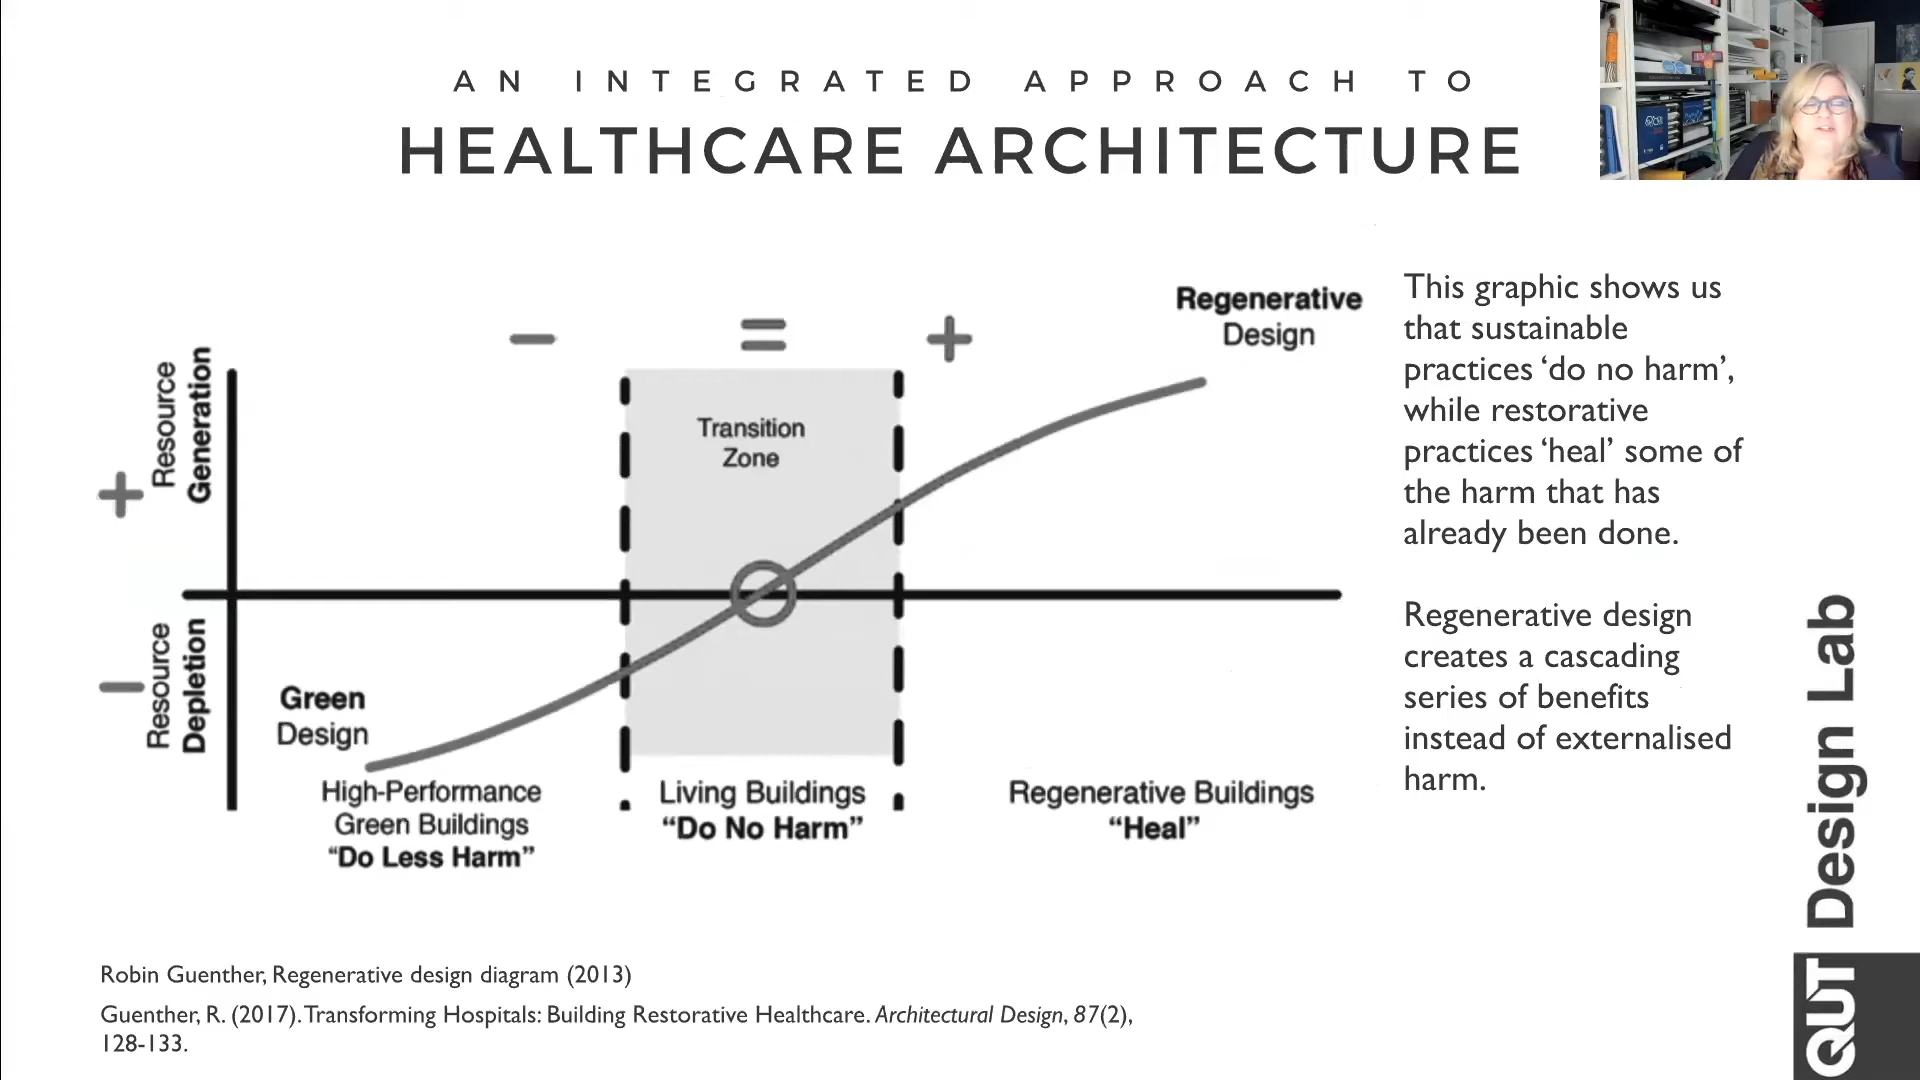 AN INTEGRATED APPROACH TO
HEALTHCARE ARCHITECTURE
Regenerative
Design
Resource
Generation
Transition
Zone
Resource
Depletion
Green
Design
High-Performance
Green Buildings
“Do Less Harm”
Living Buildings
“Do No Harm”
Regenerative Buildings
“Heal”
This graphic shows us
that sustainable
practices ‘do no harm’,
while restorative
practices ‘heal’ some of
the harm that has
already been done.
Regenerative design
creates a cascading
series of benefits
instead of externalised
harm.
Robin Guenther, Regenerative design diagram (2013)
Guenther, R. (2017). Transforming Hospitals: Building Restorative Healthcare. Architectural Design, 87(2),
128-133.
QUT Design Lab